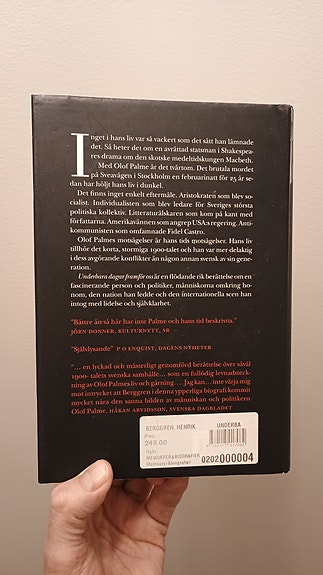 Inget i hans liv var så vackert som det sätt han lämnade
det. Så heter det om en avrättad statsman i Shakespea-
res drama om den skotske medeltidskungen Macbeth.
Med Olof Palme är det tvärtom. Det brutala mordet
på Sveavägen i Stockholm en februarinatt för 25 år se-
dan har höljt hans liv i dunkel.
Det finns inget enkelt eftermäle. Aristokraten som blev so-
cialist. Individualisten som blev ledare för Sveriges största
politiska kollektiv. Litteraturälskaren som kom på kant med
författarna. Amerikavännen som angrep USA:s regering. Anti-
kommunisten som omfamnade Fidel Castro.
Olof Palmes motsägelser är hans tids motsägelser. Hans liv
tillhör det korta, stormiga 1900-talet och han var mer delaktig
i dess avgörande konflikter än någon annan svensk av sin gene-
ration.
Underbara dagar framför oss är en flödande rik berättelse om en
fascinerande person och politiker, människorna omkring ho-
nom, den nation han ledde och den internationella scen han
intog med lidelse och självklarhet.
"Bättre än så här har inte Palme och hans tid beskrivits."
JÖRN DONNER, KULTURNYTT, SR
"Självlysande" P O ENQUIST, DAGENS NYHETER
"... en lyckad och mästerligt genomförd berättelse över såväl
1900- talets svenska samhälle... som en fullödig levnadsteck-
ning av Olof Palmes liv och gärning. ... Jag kan... inte värja mig
mot intrycket att Berggren i denna ypperliga biografi kommit
mycket nära den sanna bilden av människan och politikern
Olof Palme. HÅKAN ARVIDSSON, SVENSKA DAGBLADET
BERGGREN, HENRIK UNDERBA
Pris
249.00
Hylla
MEMOARER&BIOGRAFIER
0202000004